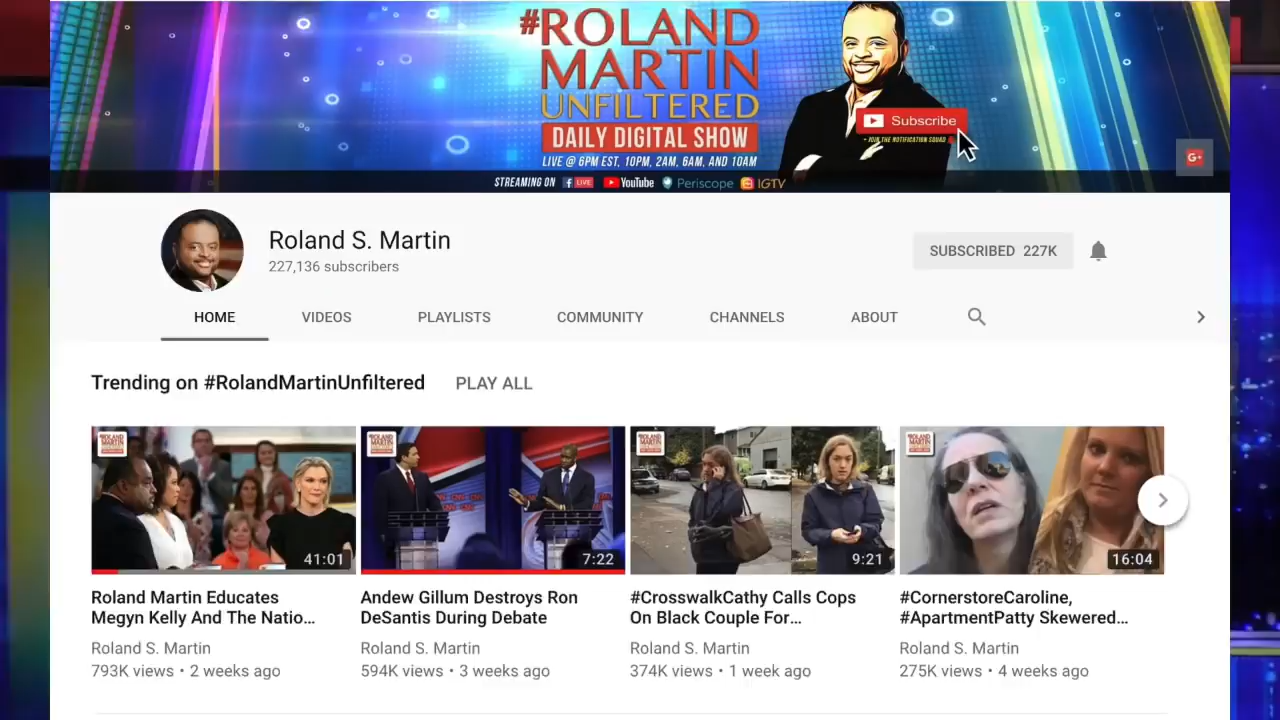 #ROLAND
MARTIN
UNFILTERED
DAILY DIGITAL SHOW
LIVE @ 6PM EST, 10PM, 2AM, 6AM, AND 10AM
STREAMING ON f LIVE YouTube Periscope IGTV
Subscribe
+ JOIN THE NOTIFICATION SQUAD
G+
Roland S. Martin
227,136 subscribers
SUBSCRIBED 227K
HOME VIDEOS PLAYLISTS COMMUNITY CHANNELS ABOUT
Trending on #RolandMartinUnfiltered PLAY ALL
41:01
7:22
9:21
16:04
Roland Martin Educates
Megyn Kelly And The Natio...
Roland S. Martin
793K views • 2 weeks ago
Andew Gillum Destroys Ron
DeSantis During Debate
Roland S. Martin
594K views • 3 weeks ago
#CrosswalkCathy Calls Cops
On Black Couple For...
Roland S. Martin
374K views • 1 week ago
#CornerstoreCaroline,
#ApartmentPatty Skewered...
Roland S. Martin
275K views • 4 weeks ago